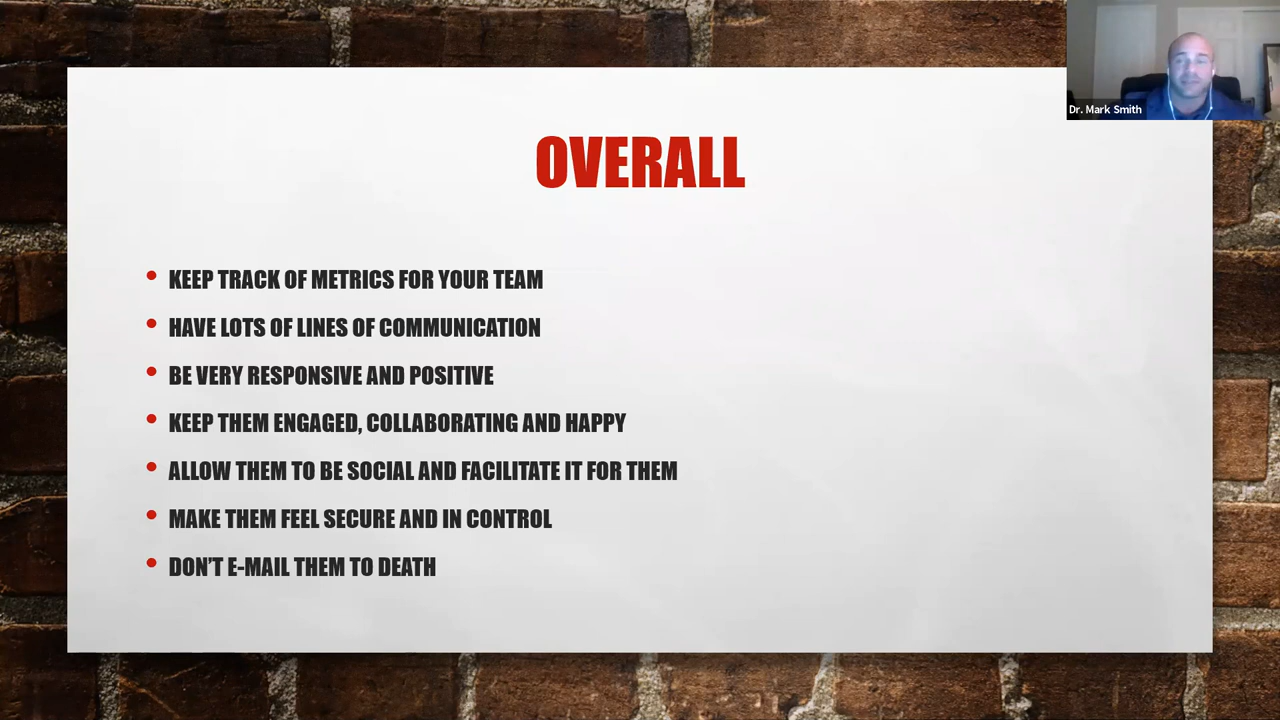 Dr. Mark Smith
OVERALL
• KEEP TRACK OF METRICS FOR YOUR TEAM
• HAVE LOTS OF LINES OF COMMUNICATION
• BE VERY RESPONSIVE AND POSITIVE
• KEEP THEM ENGAGED, COLLABORATING AND HAPPY
• ALLOW THEM TO BE SOCIAL AND FACILITATE IT FOR THEM
• MAKE THEM FEEL SECURE AND IN CONTROL
• DON’T E-MAIL THEM TO DEATH